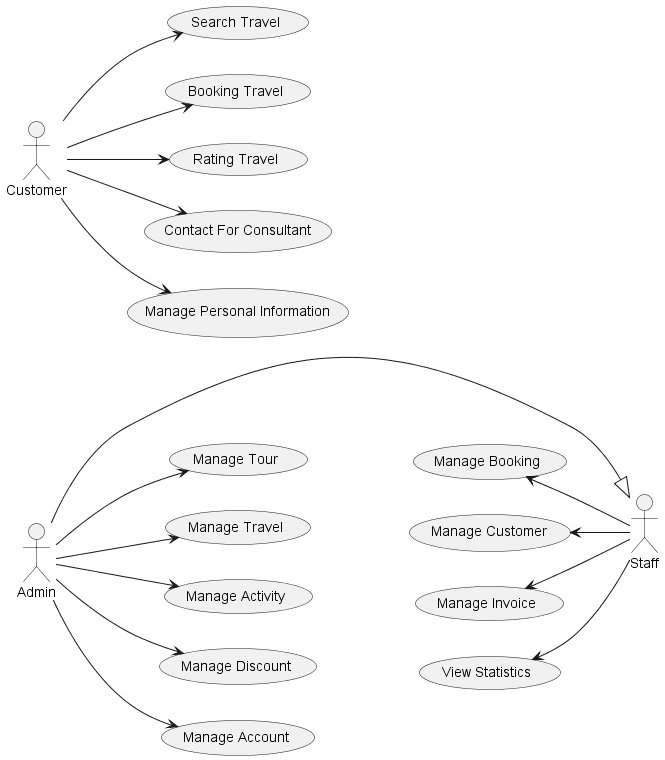 Search Travel
Booking Travel
Customer
Rating Travel
Contact For Consultant
Manage Personal Information
Manage Tour
Manage Booking
Manage Travel
Manage Customer
Staff
Admin
Manage Activity
Manage Invoice
Manage Discount
View Statistics
Manage Account